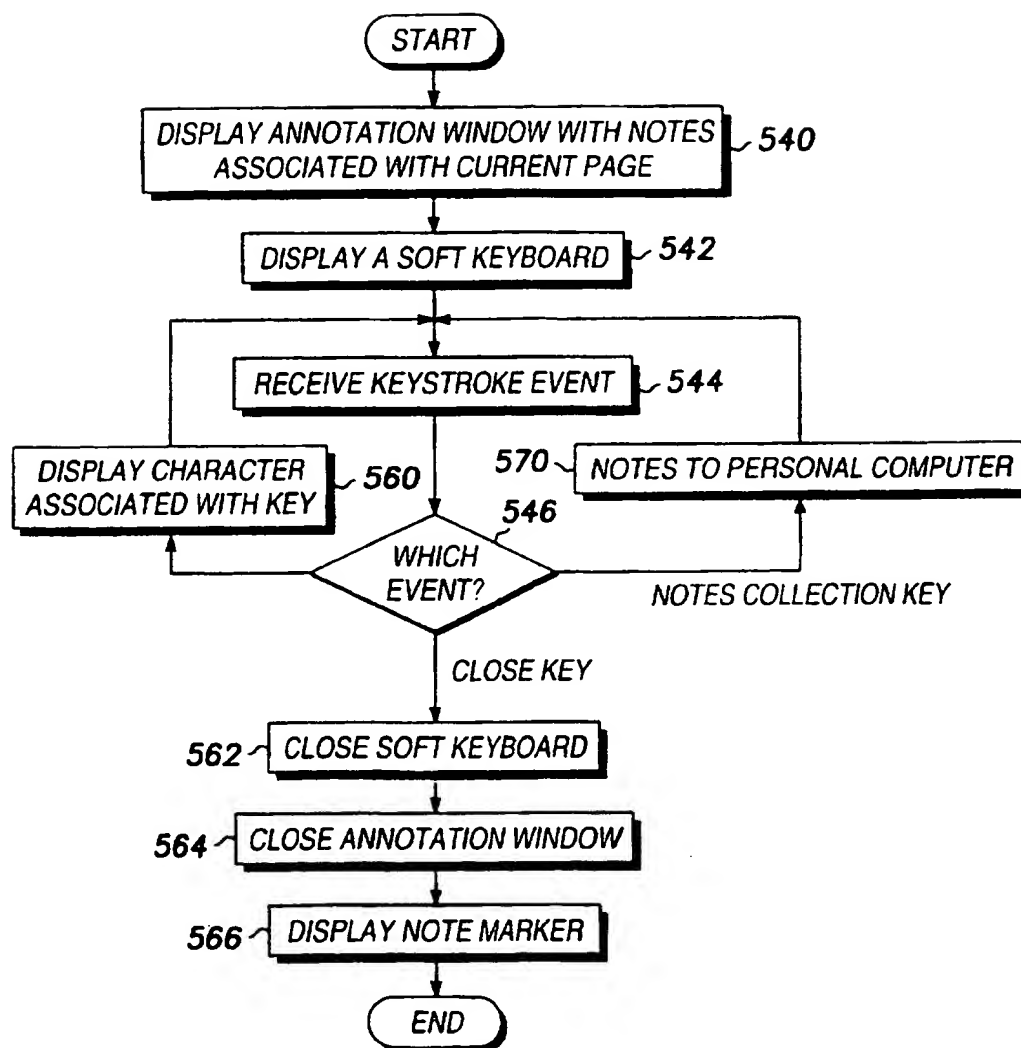 START
DISPLAY ANNOTATION WINDOW WITH NOTES
ASSOCIATED WITH CURRENT PAGE
540
DISPLAY A SOFT KEYBOARD
542
RECEIVE KEYSTROKE EVENT
544
DISPLAY CHARACTER
ASSOCIATED WITH KEY
560
570
NOTES TO PERSONAL COMPUTER
546
WHICH
EVENT?
NOTES COLLECTION KEY
CLOSE KEY
562
CLOSE SOFT KEYBOARD
564
CLOSE ANNOTATION WINDOW
566
DISPLAY NOTE MARKER
END